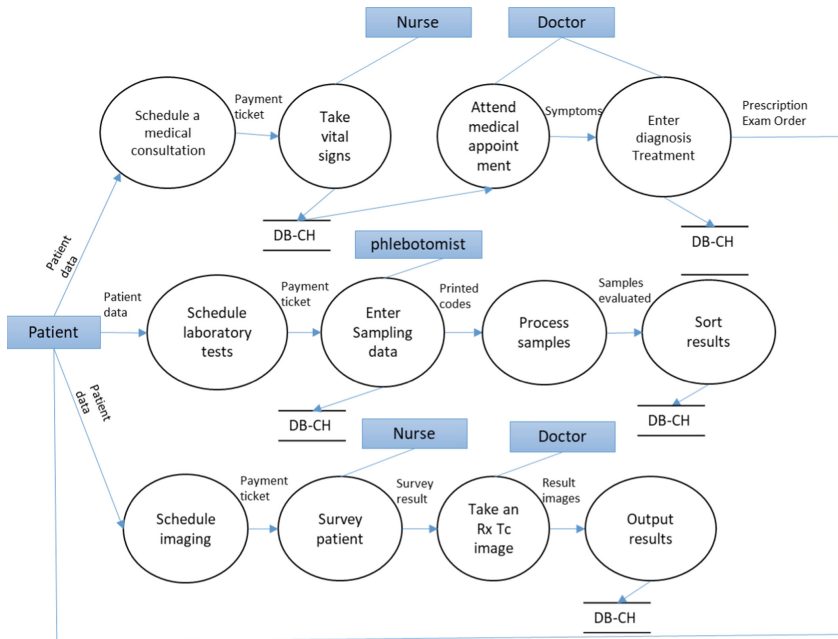 Nurse
Doctor
Schedule a
medical
consultation
Payment
ticket
Take
vital
signs
Attend
medical
appoint
ment
Symptoms
Enter
diagnosis
Treatment
Prescription
Exam Order
DB-CH
DB-CH
Patient
data
phlebotomist
Patient
Patient
data
Schedule
laboratory
tests
Payment
ticket
Enter
Sampling
data
Printed
codes
Process
samples
Samples
evaluated
Sort
results
DB-CH
DB-CH
Patient
data
Nurse
Doctor
Schedule
imaging
Payment
ticket
Survey
patient
Survey
result
Take an
Rx Tc
image
Result
images
Output
results
DB-CH